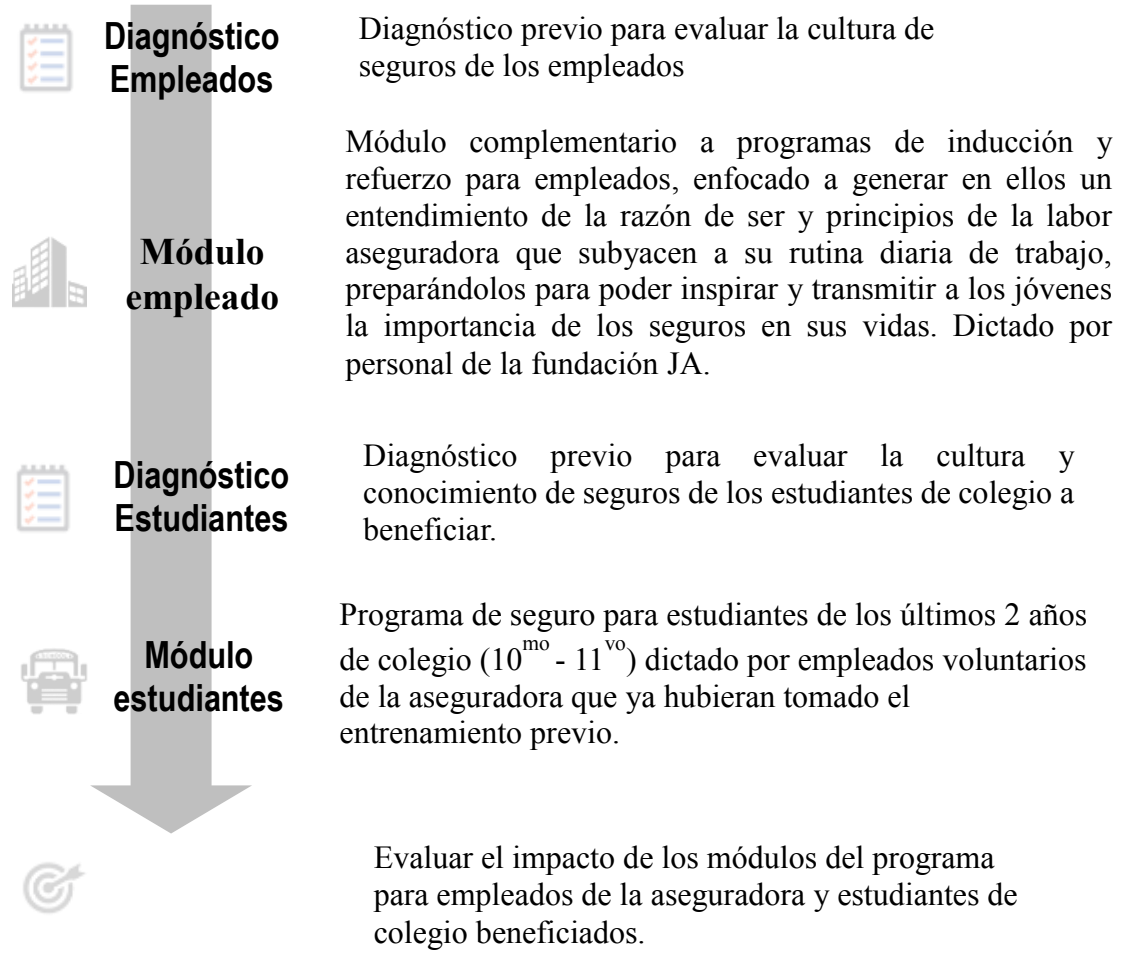 Diagnóstico
Empleados
Diagnóstico previo para evaluar la cultura de
seguros de los empleados
Módulo
empleado
Módulo complementario a programas de inducción y
refuerzo para empleados, enfocado a generar en ellos un
entendimiento de la razón de ser y principios de la labor
aseguradora que subyacen a su rutina diaria de trabajo,
preparándolos para poder inspirar y transmitir a los jóvenes
la importancia de los seguros en sus vidas. Dictado por
personal de la fundación JA.
Diagnóstico
Estudiantes
Diagnóstico previo para evaluar la cultura y
conocimiento de seguros de los estudiantes de colegio a
beneficiar.
Módulo
estudiantes
Programa de seguro para estudiantes de los últimos 2 años
de colegio (10^mo - 11^vo) dictado por empleados voluntarios
de la aseguradora que ya hubieran tomado el
entrenamiento previo.
Evaluar el impacto de los módulos del programa
para empleados de la aseguradora y estudiantes de
colegio beneficiados.